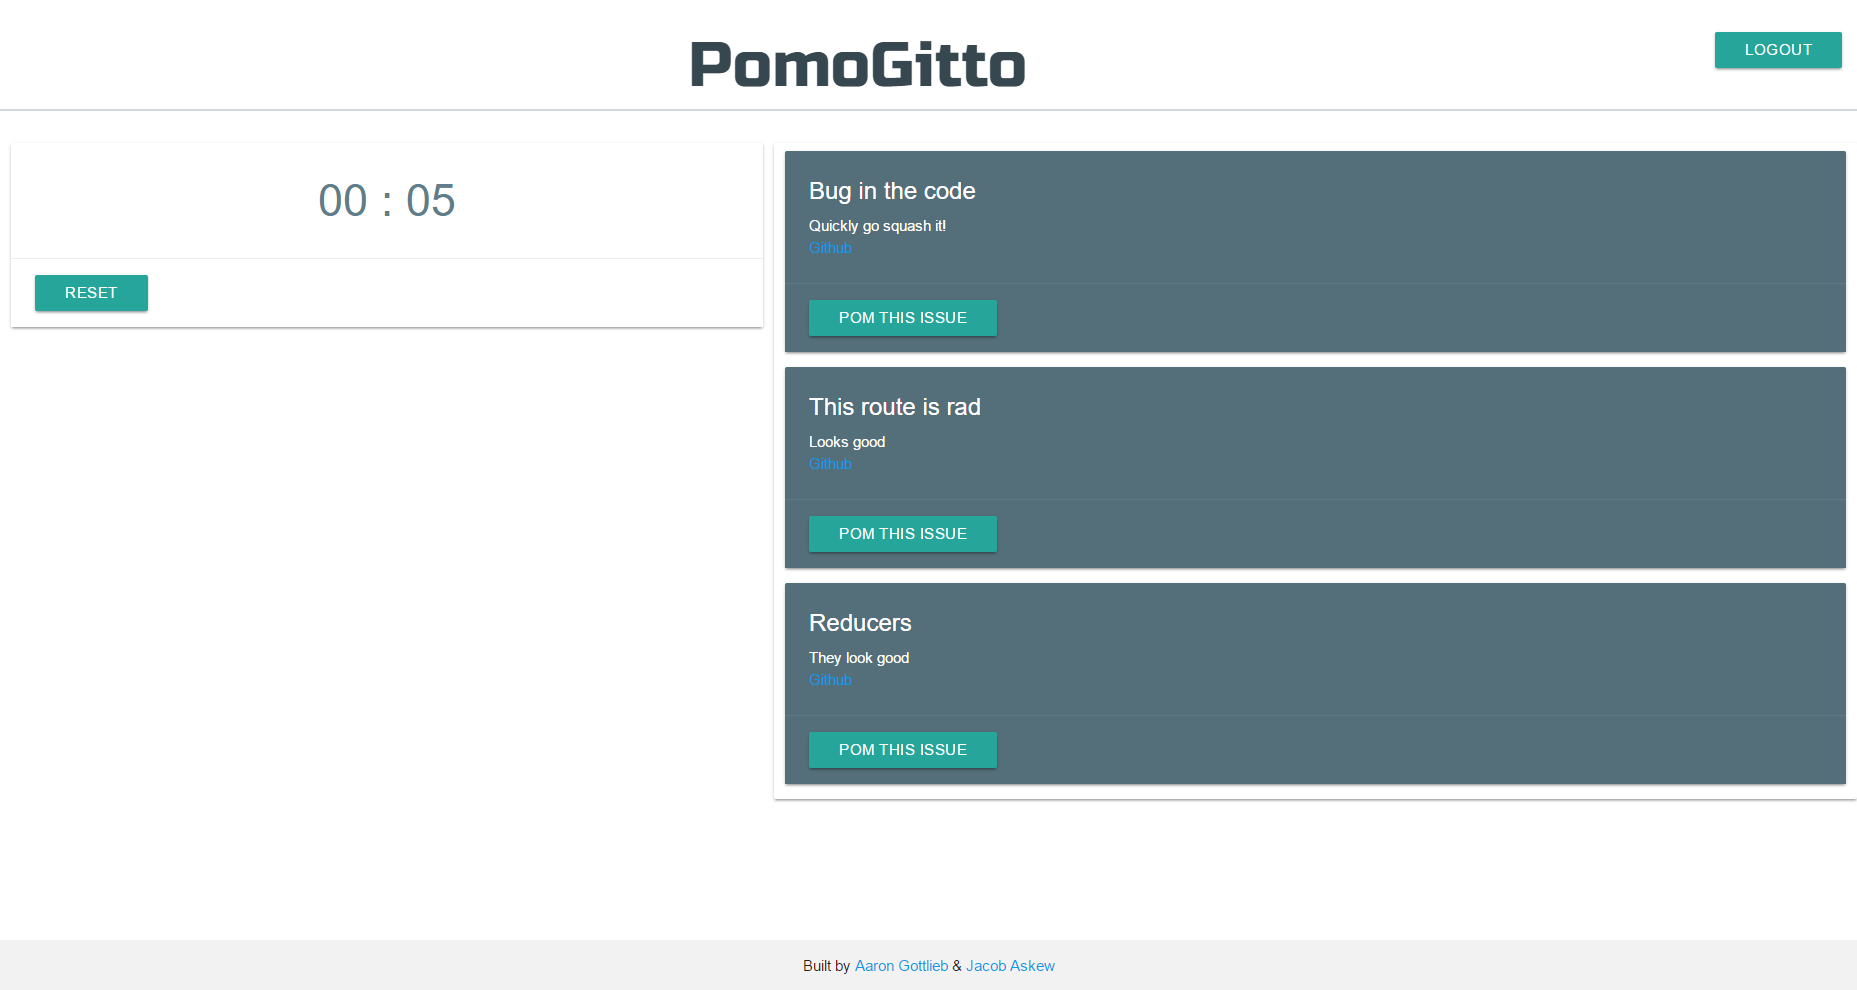 PomoGitto
LOGOUT
00 : 05
RESET
Bug in the code
Quickly go squash it!
Github
POM THIS ISSUE
This route is rad
Looks good
Github
POM THIS ISSUE
Reducers
They look good
Github
POM THIS ISSUE
Built by Aaron Gottlieb & Jacob Askew